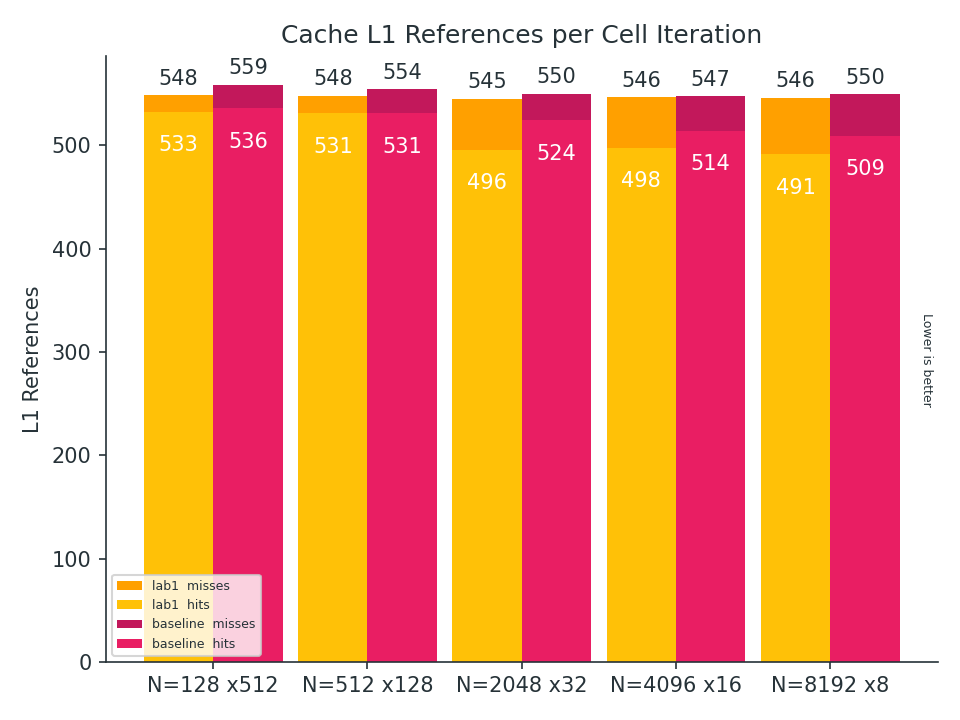 Cache L1 References per Cell Iteration
548
559
548
554
545
550
546
547
546
550
533
536
531
531
496
524
498
514
491
509
500
400
300
200
100
0
L1 References
Lower is better
lab1 misses
lab1 hits
baseline misses
baseline hits
N=128 x512
N=512 x128
N=2048 x32
N=4096 x16
N=8192 x8